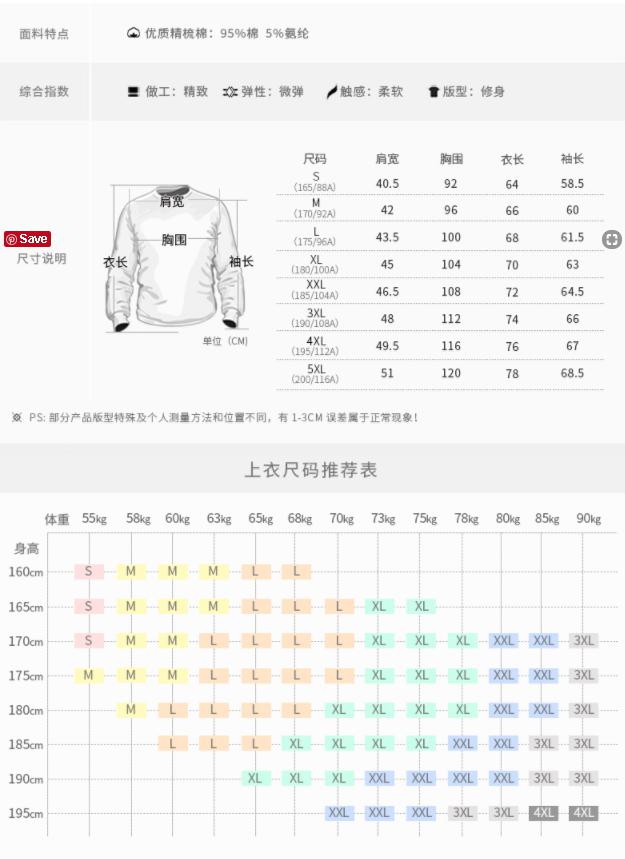 面料特点 优质精梳棉：95%棉 5%氨纶
综合指数 做工：精致 弹性：微弹 触感：柔软 版型：修身
尺码 肩宽 胸围 衣长 袖长
S (165/88A) 40.5 92 64 58.5
M (170/92A) 42 96 66 60
L (175/96A) 43.5 100 68 61.5
XL (180/100A) 45 104 70 63
XXL (185/104A) 46.5 108 72 64.5
3XL (190/108A) 48 112 74 66
4XL (195/112A) 49.5 116 76 67
5XL (200/116A) 51 120 78 68.5
肩宽
胸围
Save
尺寸说明
衣长 袖长
单位（CM)
※ PS: 部分产品版型特殊及个人测量方法和位置不同，有 1-3CM 误差属于正常现象！
上衣尺码推荐表
体重 55kg 58kg 60kg 63kg 65kg 68kg 70kg 73kg 75kg 78kg 80kg 85kg 90kg
身高
160cm S M M M L L
165cm S M M M L L L XL XL
170cm S M M L L L L XL XL XL XXL XXL 3XL
175cm M M M L L L L XL XL XL XXL XXL 3XL
180cm M L L L L XL XL XL XL XXL XXL 3XL
185cm L L L XL XL XL XL XXL XXL 3XL 3XL
190cm XL XL XL XXL XXL XXL XXL 3XL 3XL
195cm XXL XXL XXL 3XL 3XL 4XL 4XL